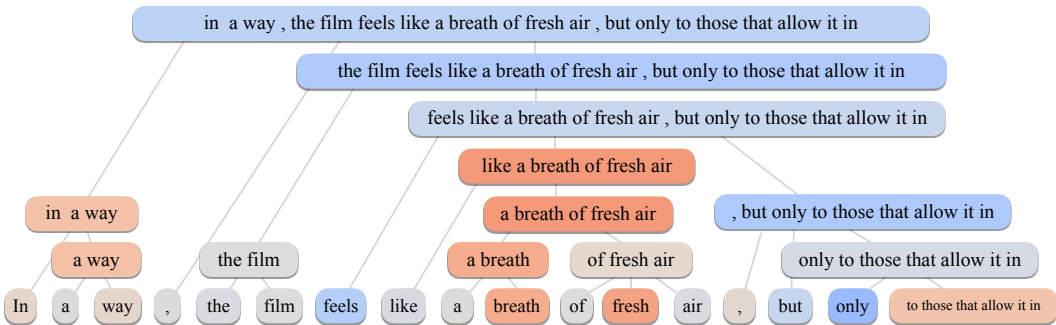 in a way , the film feels like a breath of fresh air , but only to those that allow it in
the film feels like a breath of fresh air , but only to those that allow it in
feels like a breath of fresh air , but only to those that allow it in
like a breath of fresh air
in a way
a breath of fresh air
, but only to those that allow it in
a way
the film
a breath
of fresh air
only to those that allow it in
In a way , the film feels like a breath of fresh air , but only to those that allow it in